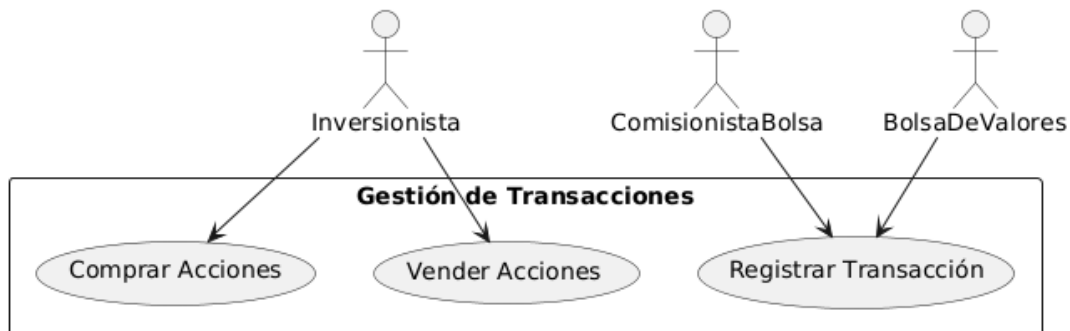 Inversionista
ComisionistaBolsa
BolsaDeValores
Gestión de Transacciones
Comprar Acciones
Vender Acciones
Registrar Transacción